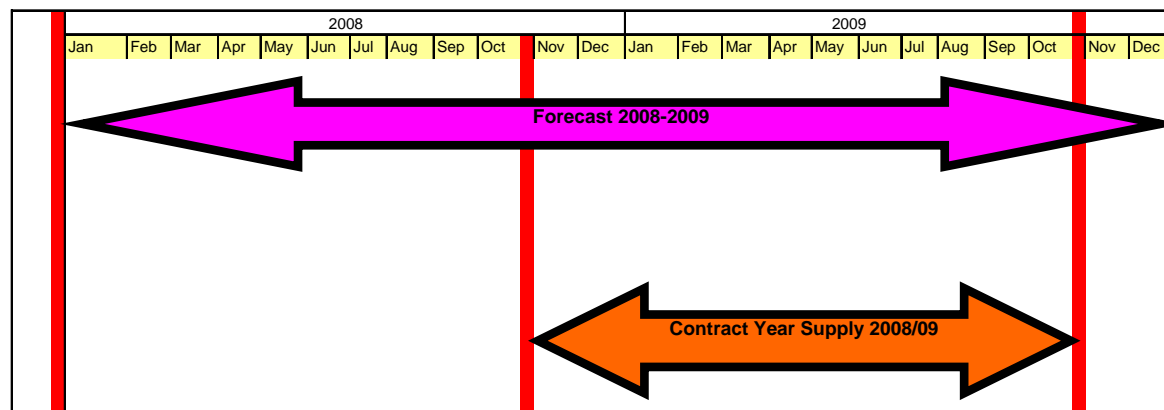 2008 2009
Jan Feb Mar Apr May Jun Jul Aug Sep Oct Nov Dec Jan Feb Mar Apr May Jun Jul Aug Sep Oct Nov Dec
Forecast 2008-2009
Contract Year Supply 2008/09